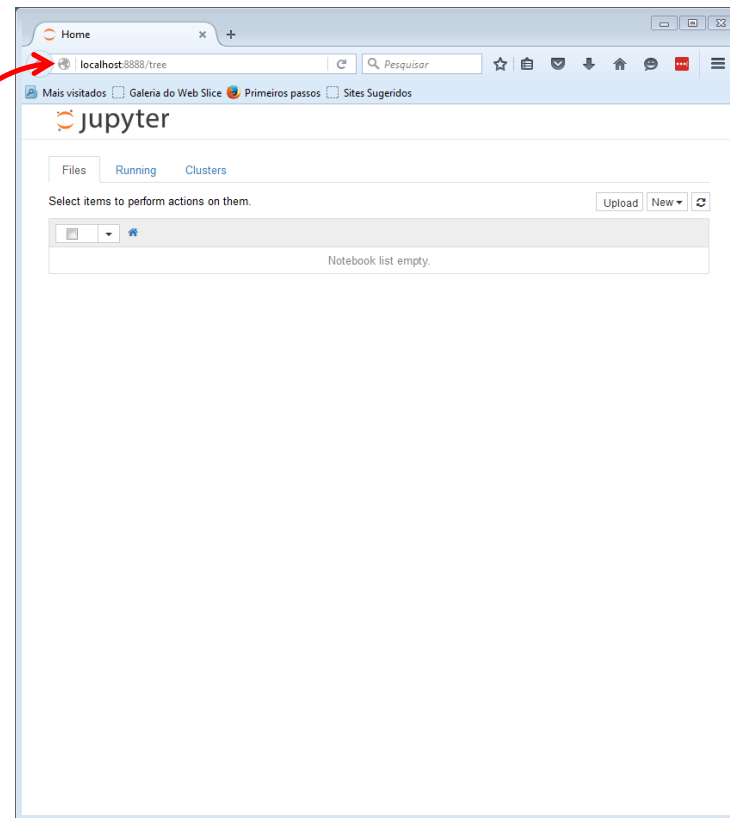 Home
localhost:8888/tree
Pesquisar
Mais visitados Galeria do Web Slice Primeiros passos Sites Sugeridos
jupyter
Files Running Clusters
Select items to perform actions on them.
Upload New
Notebook list empty.